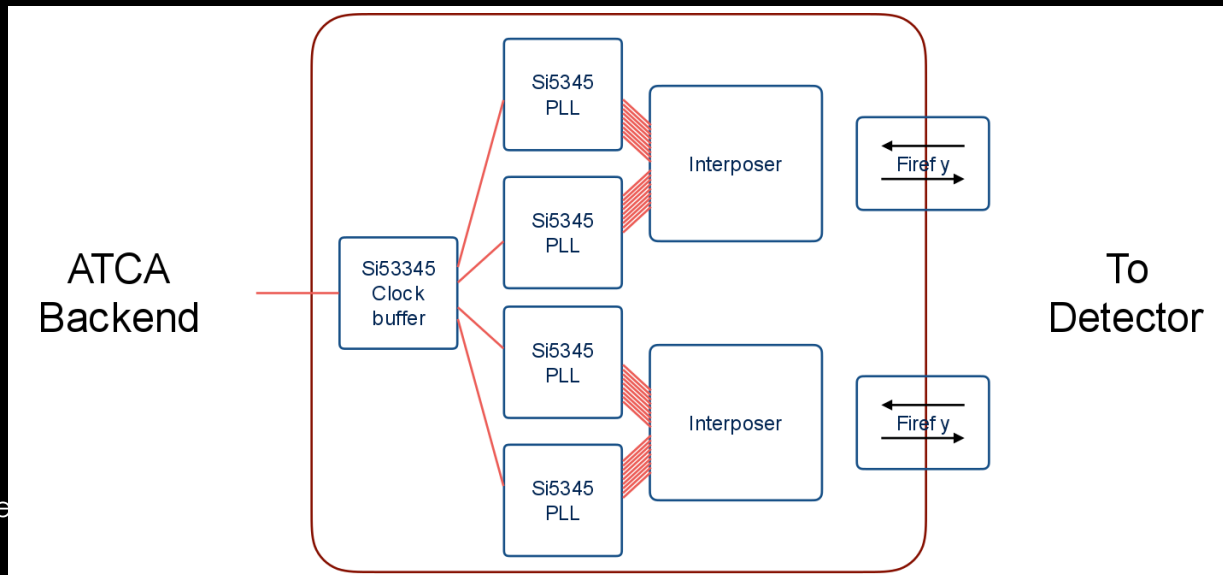 ATCA
Backend
Si53345
Clock
buffer
Si5345
PLL
Si5345
PLL
Si5345
PLL
Si5345
PLL
Interposer
Interposer
Firef y
Firef y
To
Detector
e